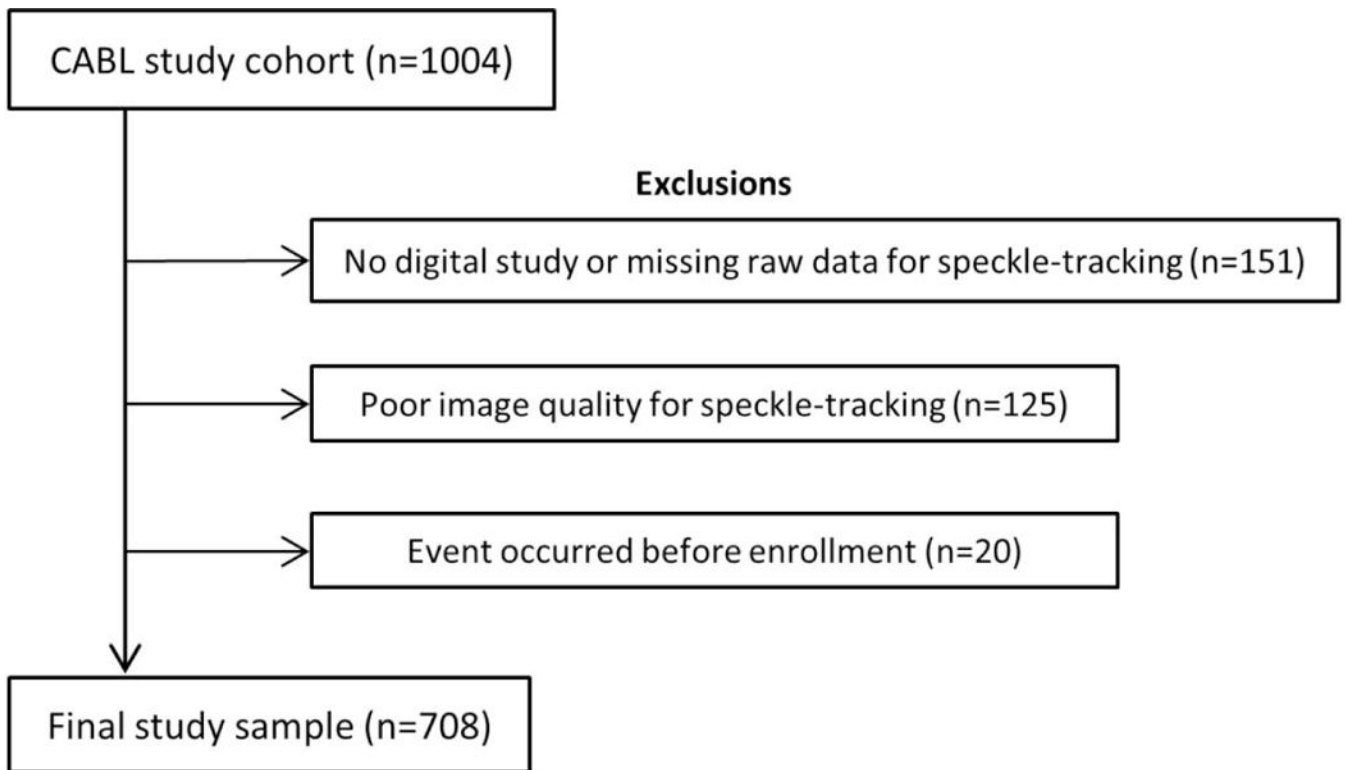 CABL study cohort (n=1004)
Exclusions
No digital study or missing raw data for speckle-tracking (n=151)
Poor image quality for speckle-tracking (n=125)
Event occurred before enrollment (n=20)
Final study sample (n=708)